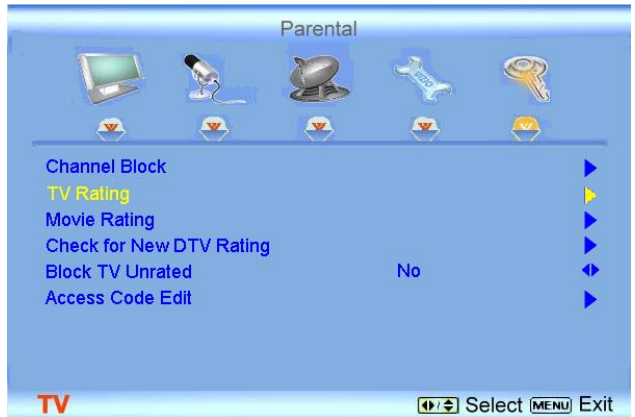 Parental
VIZIO
V V V V V
Channel Block
TV Rating
Movie Rating
Check for New DTV Rating
Block TV Unrated No
Access Code Edit
TV Select MENU Exit